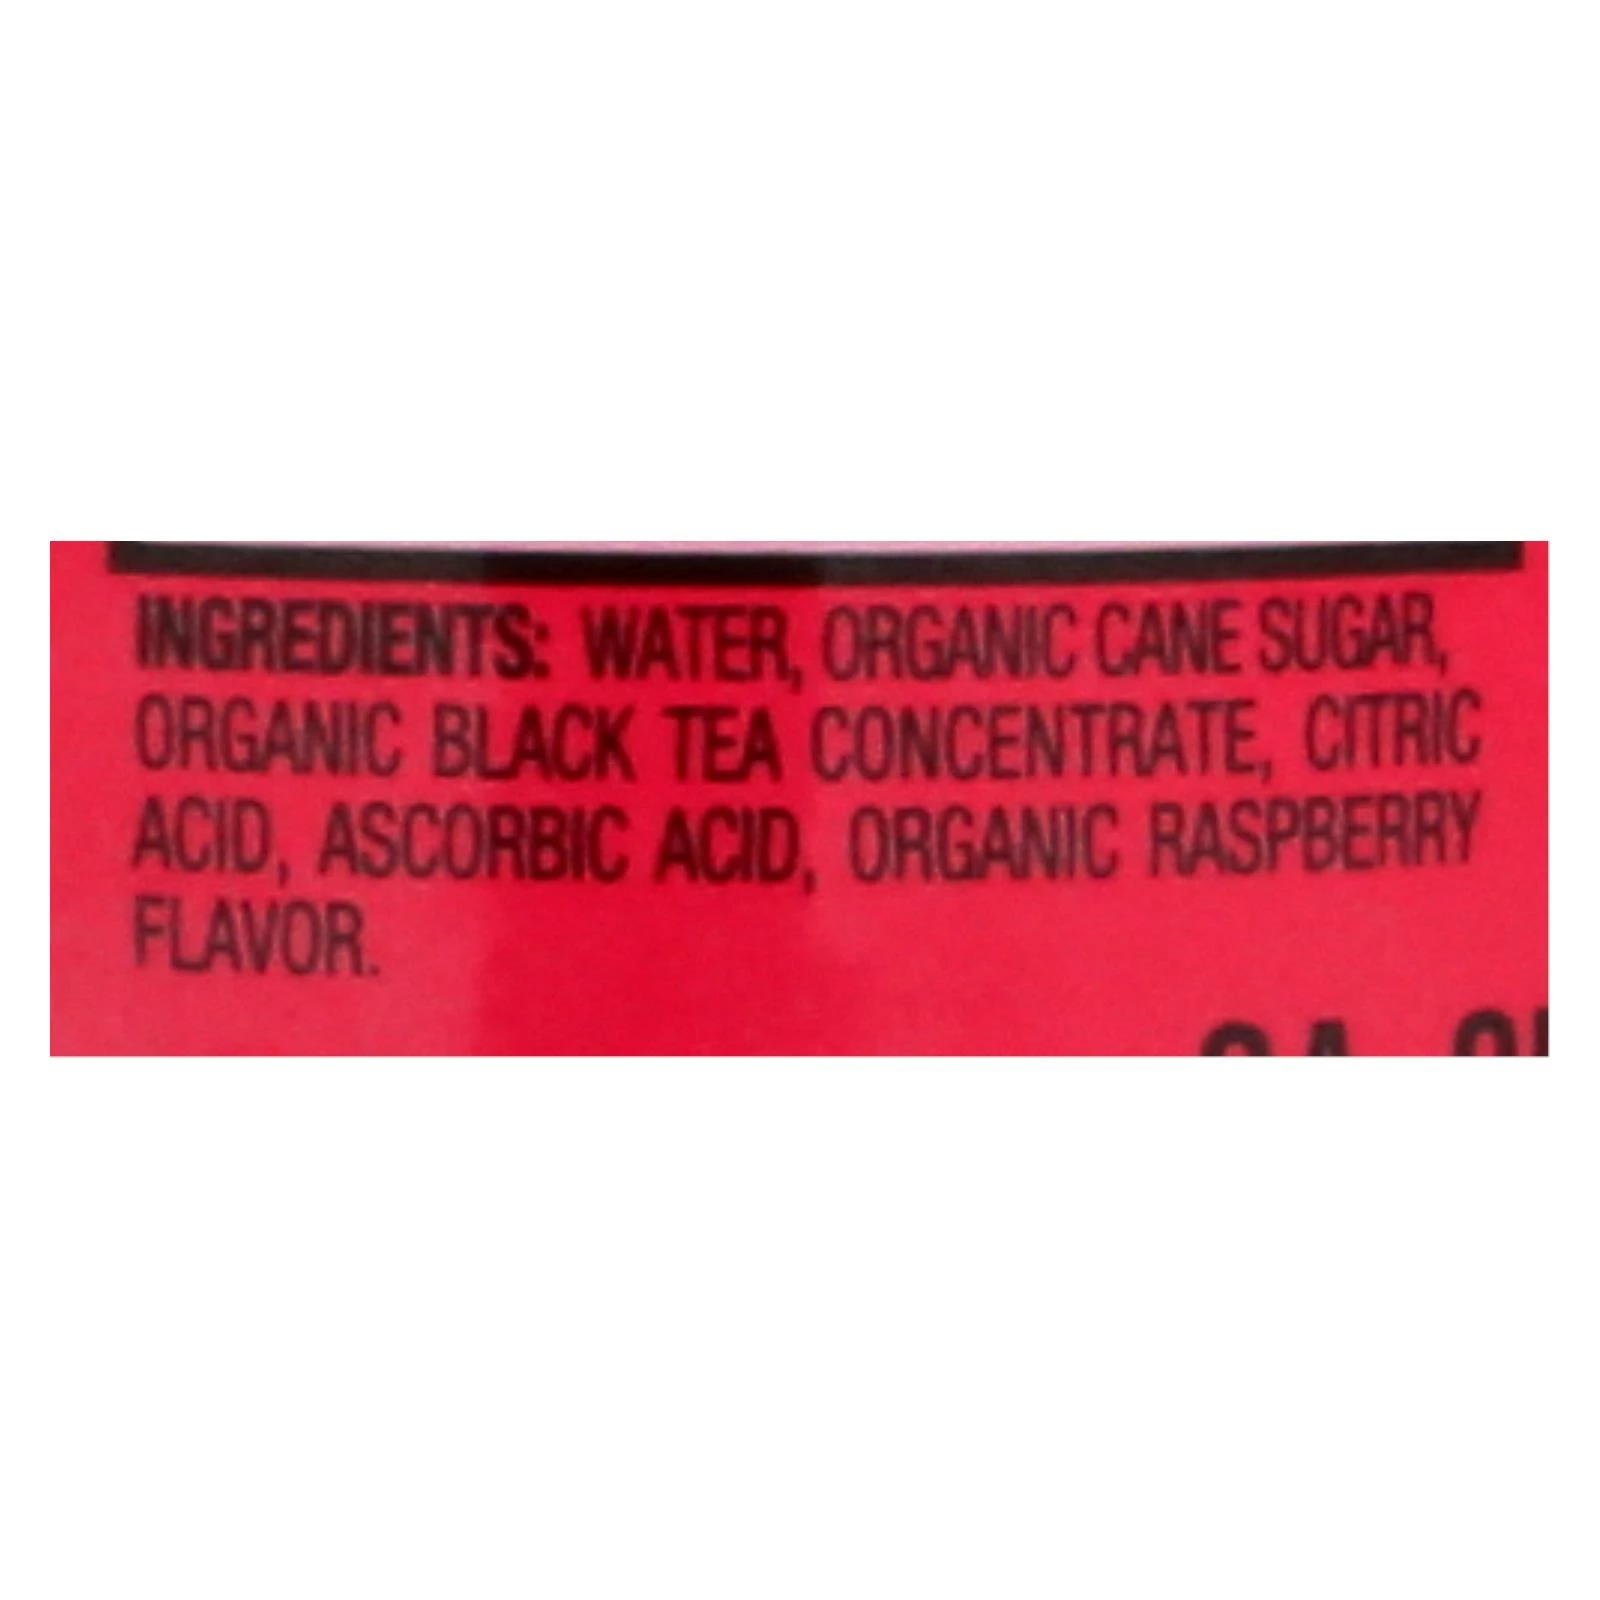 INGREDIENTS: WATER, ORGANIC CANE SUGAR,
ORGANIC BLACK TEA CONCENTRATE, CITRIC
ACID, ASCORBIC ACID, ORGANIC RASPBERRY
FLAVOR.